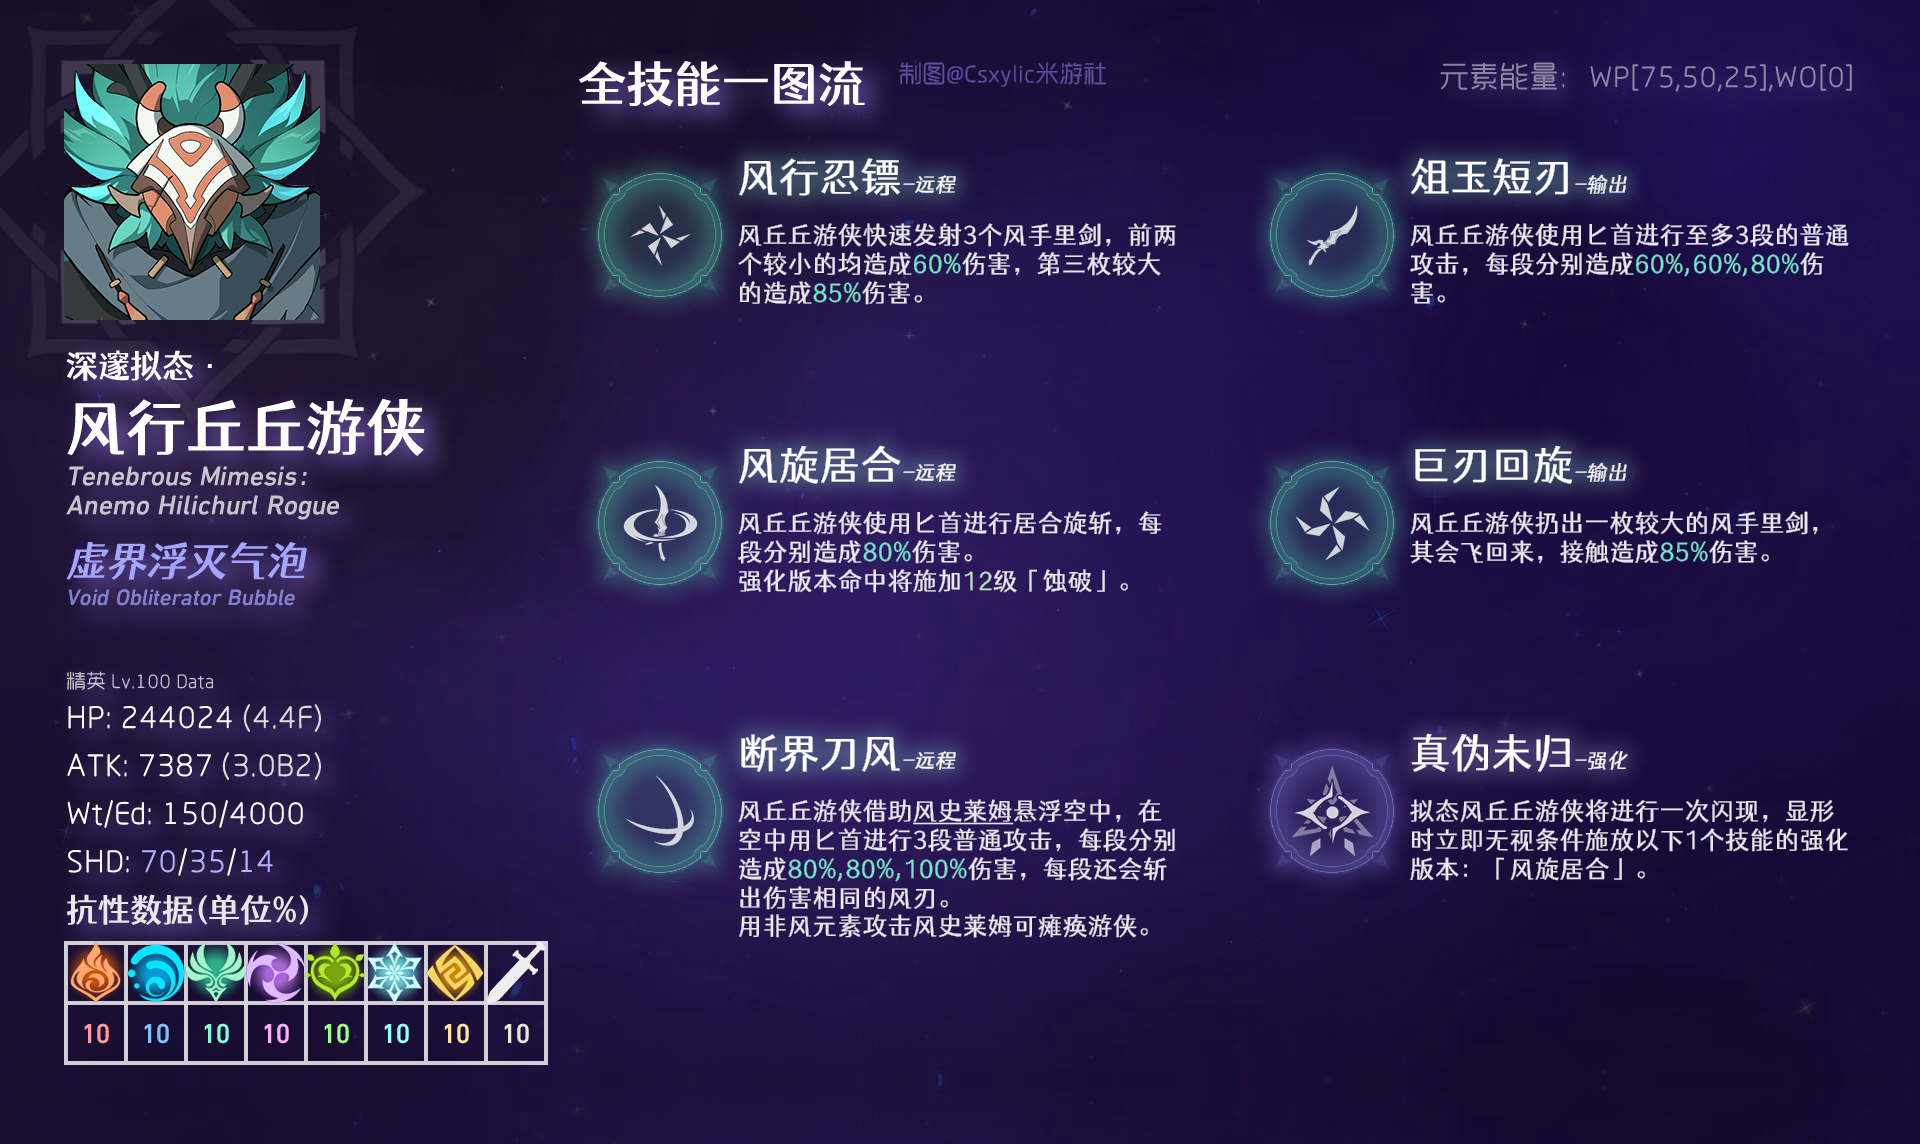 全技能一图流
制图@Csxylic米游社
元素能量: WP[75,50,25],WO[0]
深邃拟态·
风行丘丘游侠
Tenebrous Mimesis:
Anemo Hilichurl Rogue
虚界浮灭气泡
Void Obliterator Bubble
精英 Lv.100 Data
HP: 244024 (4.4F)
ATK: 7387 (3.0B2)
Wt/Ed: 150/4000
SHD: 70/35/14
抗性数据(单位%)
10 10 10 10 10 10 10 10
风行忍镖-远程
风丘丘游侠快速发射3个风手里剑，前两
个较小的均造成60%伤害，第三枚较大
的造成85%伤害。
俎玉短刃-输出
风丘丘游侠使用匕首进行至多3段的普通
攻击，每段分别造成60%,60%,80%伤
害。
风旋居合-远程
风丘丘游侠使用匕首进行居合旋斩，每
段分别造成80%伤害。
强化版本命中将施加12级「蚀破」。
巨刃回旋-输出
风丘丘游侠扔出一枚较大的风手里剑，
其会飞回来，接触造成85%伤害。
断界刀风-远程
风丘丘游侠借助风史莱姆悬浮空中，在
空中用匕首进行3段普通攻击，每段分别
造成80%,80%,100%伤害，每段还会斩
出伤害相同的风刃。
用非风元素攻击风史莱姆可瘫痪游侠。
真伪未归-强化
拟态风丘丘游侠将进行一次闪现，显形
时立即无视条件施放以下1个技能的强化
版本：「风旋居合」。